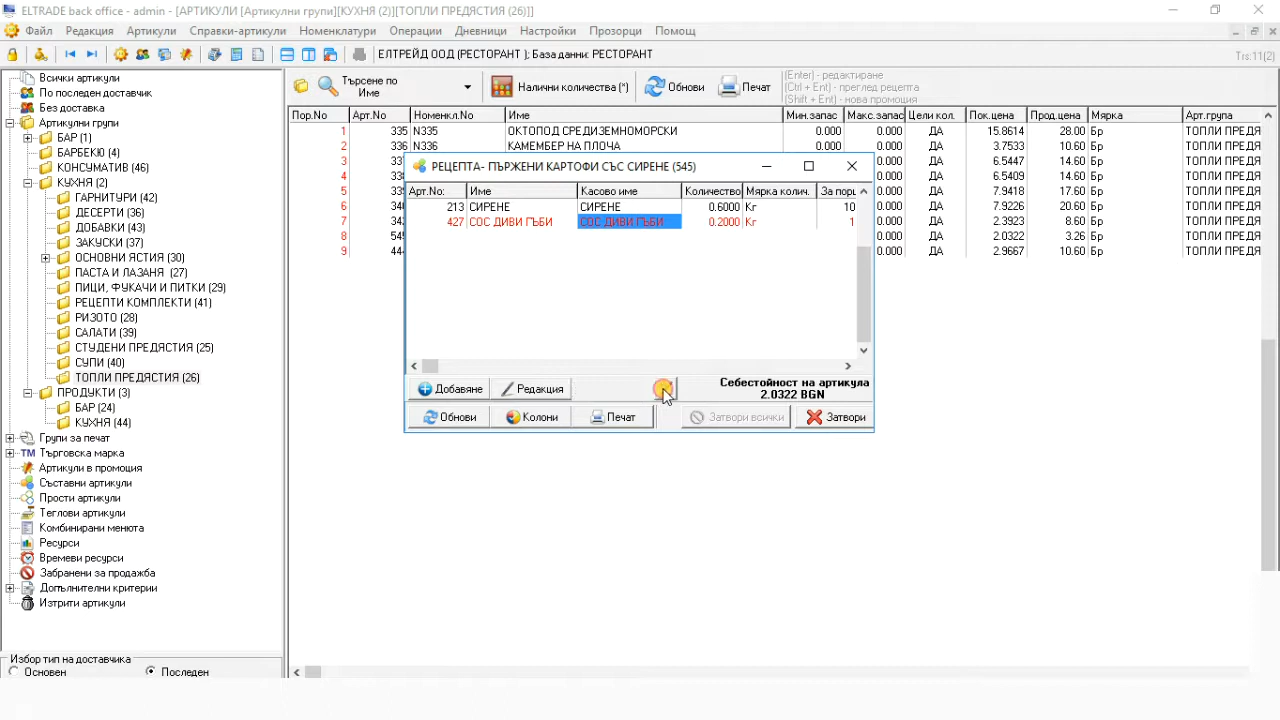 ELTRADE back office - admin - [АРТИКУЛИ [Артикулни групи][КУХНЯ (2)][ТОПЛИ ПРЕДЯСТИЯ (26)]]
Файл Редакция Артикули Справки-артикули Номенклатури Операции Дневници Настройки Прозорци Помощ
ЕЛТРЕЙД ООД (РЕСТОРАНТ ); База данни: РЕСТОРАНТ
Trs:11(2)
Всички артикули
По последен доставчик
Без доставка
Артикулни групи
БАР (1)
БАРБЕКЮ (4)
КОНСУМАТИВ (46)
КУХНЯ (2)
ГАРНИТУРИ (42)
ДЕСЕРТИ (36)
ДОБАВКИ (43)
ЗАКУСКИ (37)
ОСНОВНИ ЯСТИЯ (30)
ПАСТА И ЛАЗАНЯ (27)
ПИЦИ, ФУКАЧИ И ПИТКИ (29)
РЕЦЕПТИ КОМПЛЕКТИ (41)
РИЗОТО (28)
САЛАТИ (39)
СТУДЕНИ ПРЕДЯСТИЯ (25)
СУПИ (40)
ТОПЛИ ПРЕДЯСТИЯ (26)
ПРОДУКТИ (3)
БАР (24)
КУХНЯ (44)
Групи за печат
TM Търговска марка
Артикули в промоция
Съставни артикули
Прости артикули
Теглови артикули
Комбинирани менюта
Ресурси
Времеви ресурси
Забранени за продажба
Допълнителни критерии
Изтрити артикули
Избор тип на доставчика
Основен Последен
Търсене по
Име
Налични количества (*)
Обнови
Печат
(Enter) - редактиране
(Ctrl + Ent) - преглед рецепта
(Shift + Ent) - нова промоция
Пор.No Арт.No Номенкл.No Име Мин.запас Макс.запас Цели кол. Пок.цена Прод.цена Мярка Арт.група
1 335 N335 ОКТОПОД СРЕДИЗЕМНОМОРСКИ 0.000 0.000 ДА 15.8614 28.00 Бр ТОПЛИ ПРЕДЯ
2 336 N336 КАМЕМБЕР НА ПЛОЧА 0.000 0.000 ДА 3.7533 10.60 Бр ТОПЛИ ПРЕДЯ
3 0.000 ДА 6.5447 14.60 Бр ТОПЛИ ПРЕДЯ
4 0.000 ДА 6.5409 14.60 Бр ТОПЛИ ПРЕДЯ
5 0.000 ДА 7.9418 17.60 Бр ТОПЛИ ПРЕДЯ
6 0.000 ДА 7.9226 20.60 Бр ТОПЛИ ПРЕДЯ
7 0.000 ДА 2.3932 8.60 Бр ТОПЛИ ПРЕДЯ
8 0.000 ДА 2.0322 3.26 Бр ТОПЛИ ПРЕДЯ
9 0.000 ДА 2.9667 10.60 Бр ТОПЛИ ПРЕДЯ
РЕЦЕПТА- ПЪРЖЕНИ КАРТОФИ СЪС СИРЕНЕ (545)
Арт.No: Име Касово име Количество Мярка колич. За порц
213 СИРЕНЕ СИРЕНЕ 0.6000 Кг 10
427 СОС ДИВИ ГЪБИ СОС ДИВИ ГЪБИ 0.2000 Кг 1
Добавяне Редакция
Себестойност на артикула
2.0322 BGN
Обнови Колони Печат Затвори всички Затвори